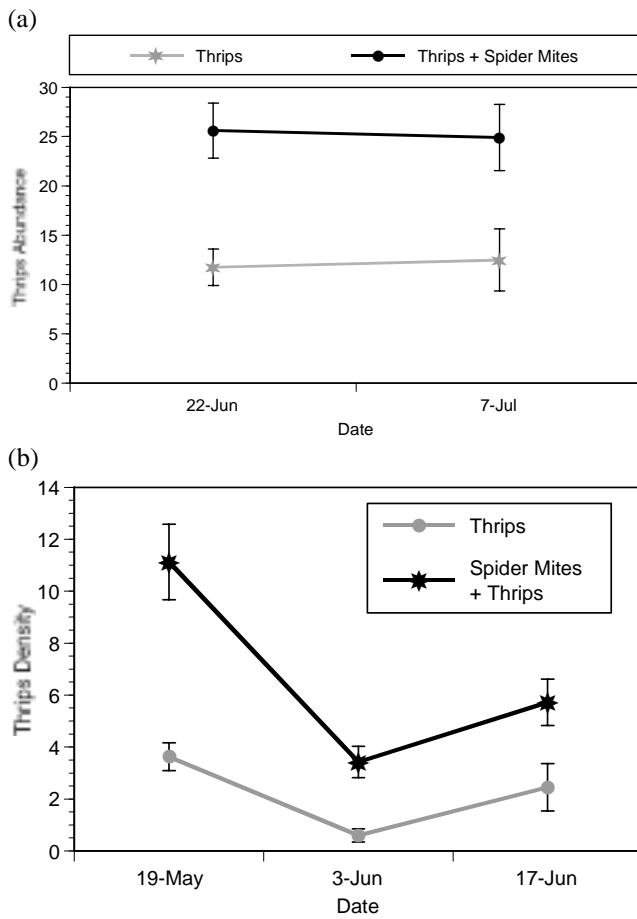 (a)
Thrips Thrips + Spider Mites
30
25
20
15
10
5
0
Thrips Abundance
22-Jun 7-Jul
Date
(b)
14
12
10
8
6
4
2
0
Thrips Density
Thrips
Spider Mites
+ Thrips
19-May 3-Jun 17-Jun
Date